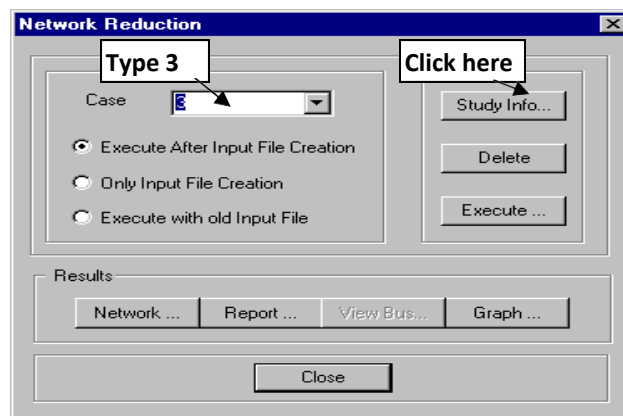 Network Reduction
Type 3
Click here
Case
3
Study Info...
Execute After Input File Creation
Delete
Only Input File Creation
Execute ...
Execute with old Input File
Results
Network ...
Report ...
View Bus...
Graph ...
Close